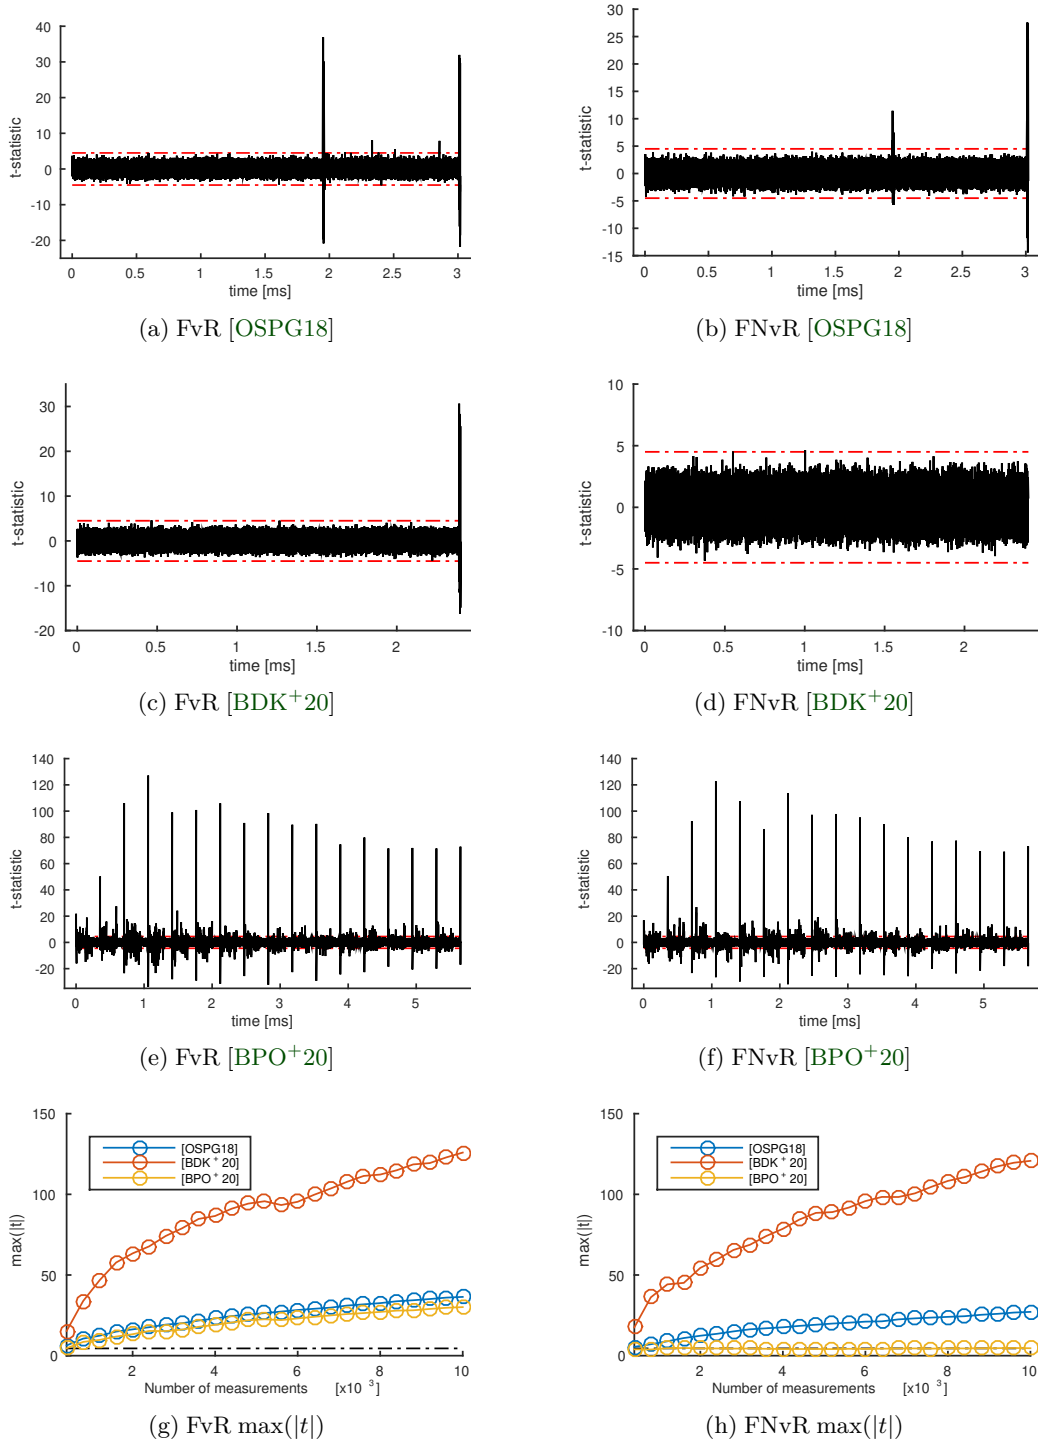 40
30
20
10
0
-10
-20
t-statistic
0 0.5 1 1.5 2 2.5 3
time [ms]
(a) FvR [OSPG18]
30
25
20
15
10
5
0
-5
-10
-15
t-statistic
0 0.5 1 1.5 2 2.5 3
time [ms]
(b) FNvR [OSPG18]
30
20
10
0
-10
-20
t-statistic
0 0.5 1 1.5 2
time [ms]
(c) FvR [BDK+20]
10
5
0
-5
-10
t-statistic
0 0.5 1 1.5 2
time [ms]
(d) FNvR [BDK+20]
140
120
100
80
60
40
20
0
-20
t-statistic
0 1 2 3 4 5
time [ms]
(e) FvR [BPO+20]
140
120
100
80
60
40
20
0
-20
t-statistic
0 1 2 3 4 5
time [ms]
(f) FNvR [BPO+20]
150
100
50
0
max(|t|)
[OSPG18]
[BDK+20]
[BPO+20]
2 4 6 8 10
Number of measurements [x10 3]
(g) FvR max(|t|)
150
100
50
0
max(|t|)
[OSPG18]
[BDK+20]
[BPO+20]
2 4 6 8 10
Number of measurements [x10 3]
(h) FNvR max(|t|)